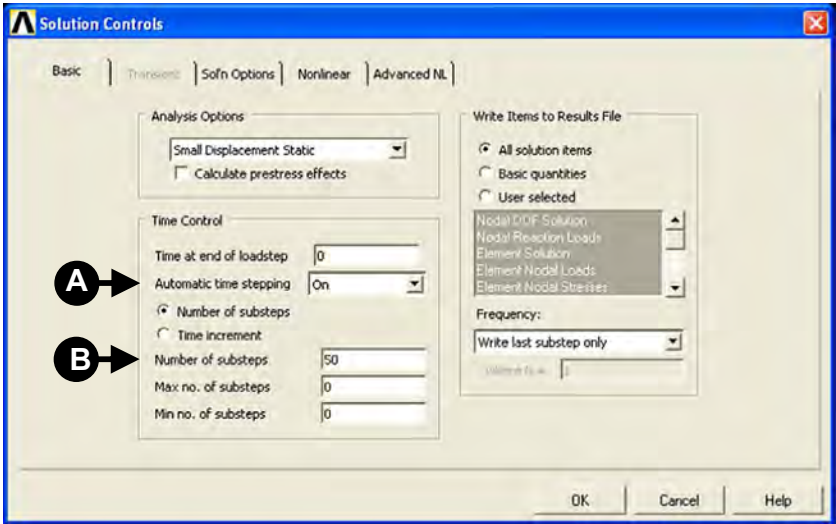 Solution Controls
Basic
Transient
Sol'n Options
Nonlinear
Advanced NL
Analysis Options
Small Displacement Static
Calculate prestress effects
Time Control
Time at end of loadstep 0
A Automatic time stepping On
Number of substeps
Time increment
B Number of substeps 50
Max no. of substeps 0
Min no. of substeps 0
Write Items to Results File
All solution items
Basic quantities
User selected
Nodal DOF Solution
Nodal Reaction Loads
Element Solution
Element Nodal Loads
Element Nodal Stresses
Frequency:
Write last substep only
OK Cancel Help